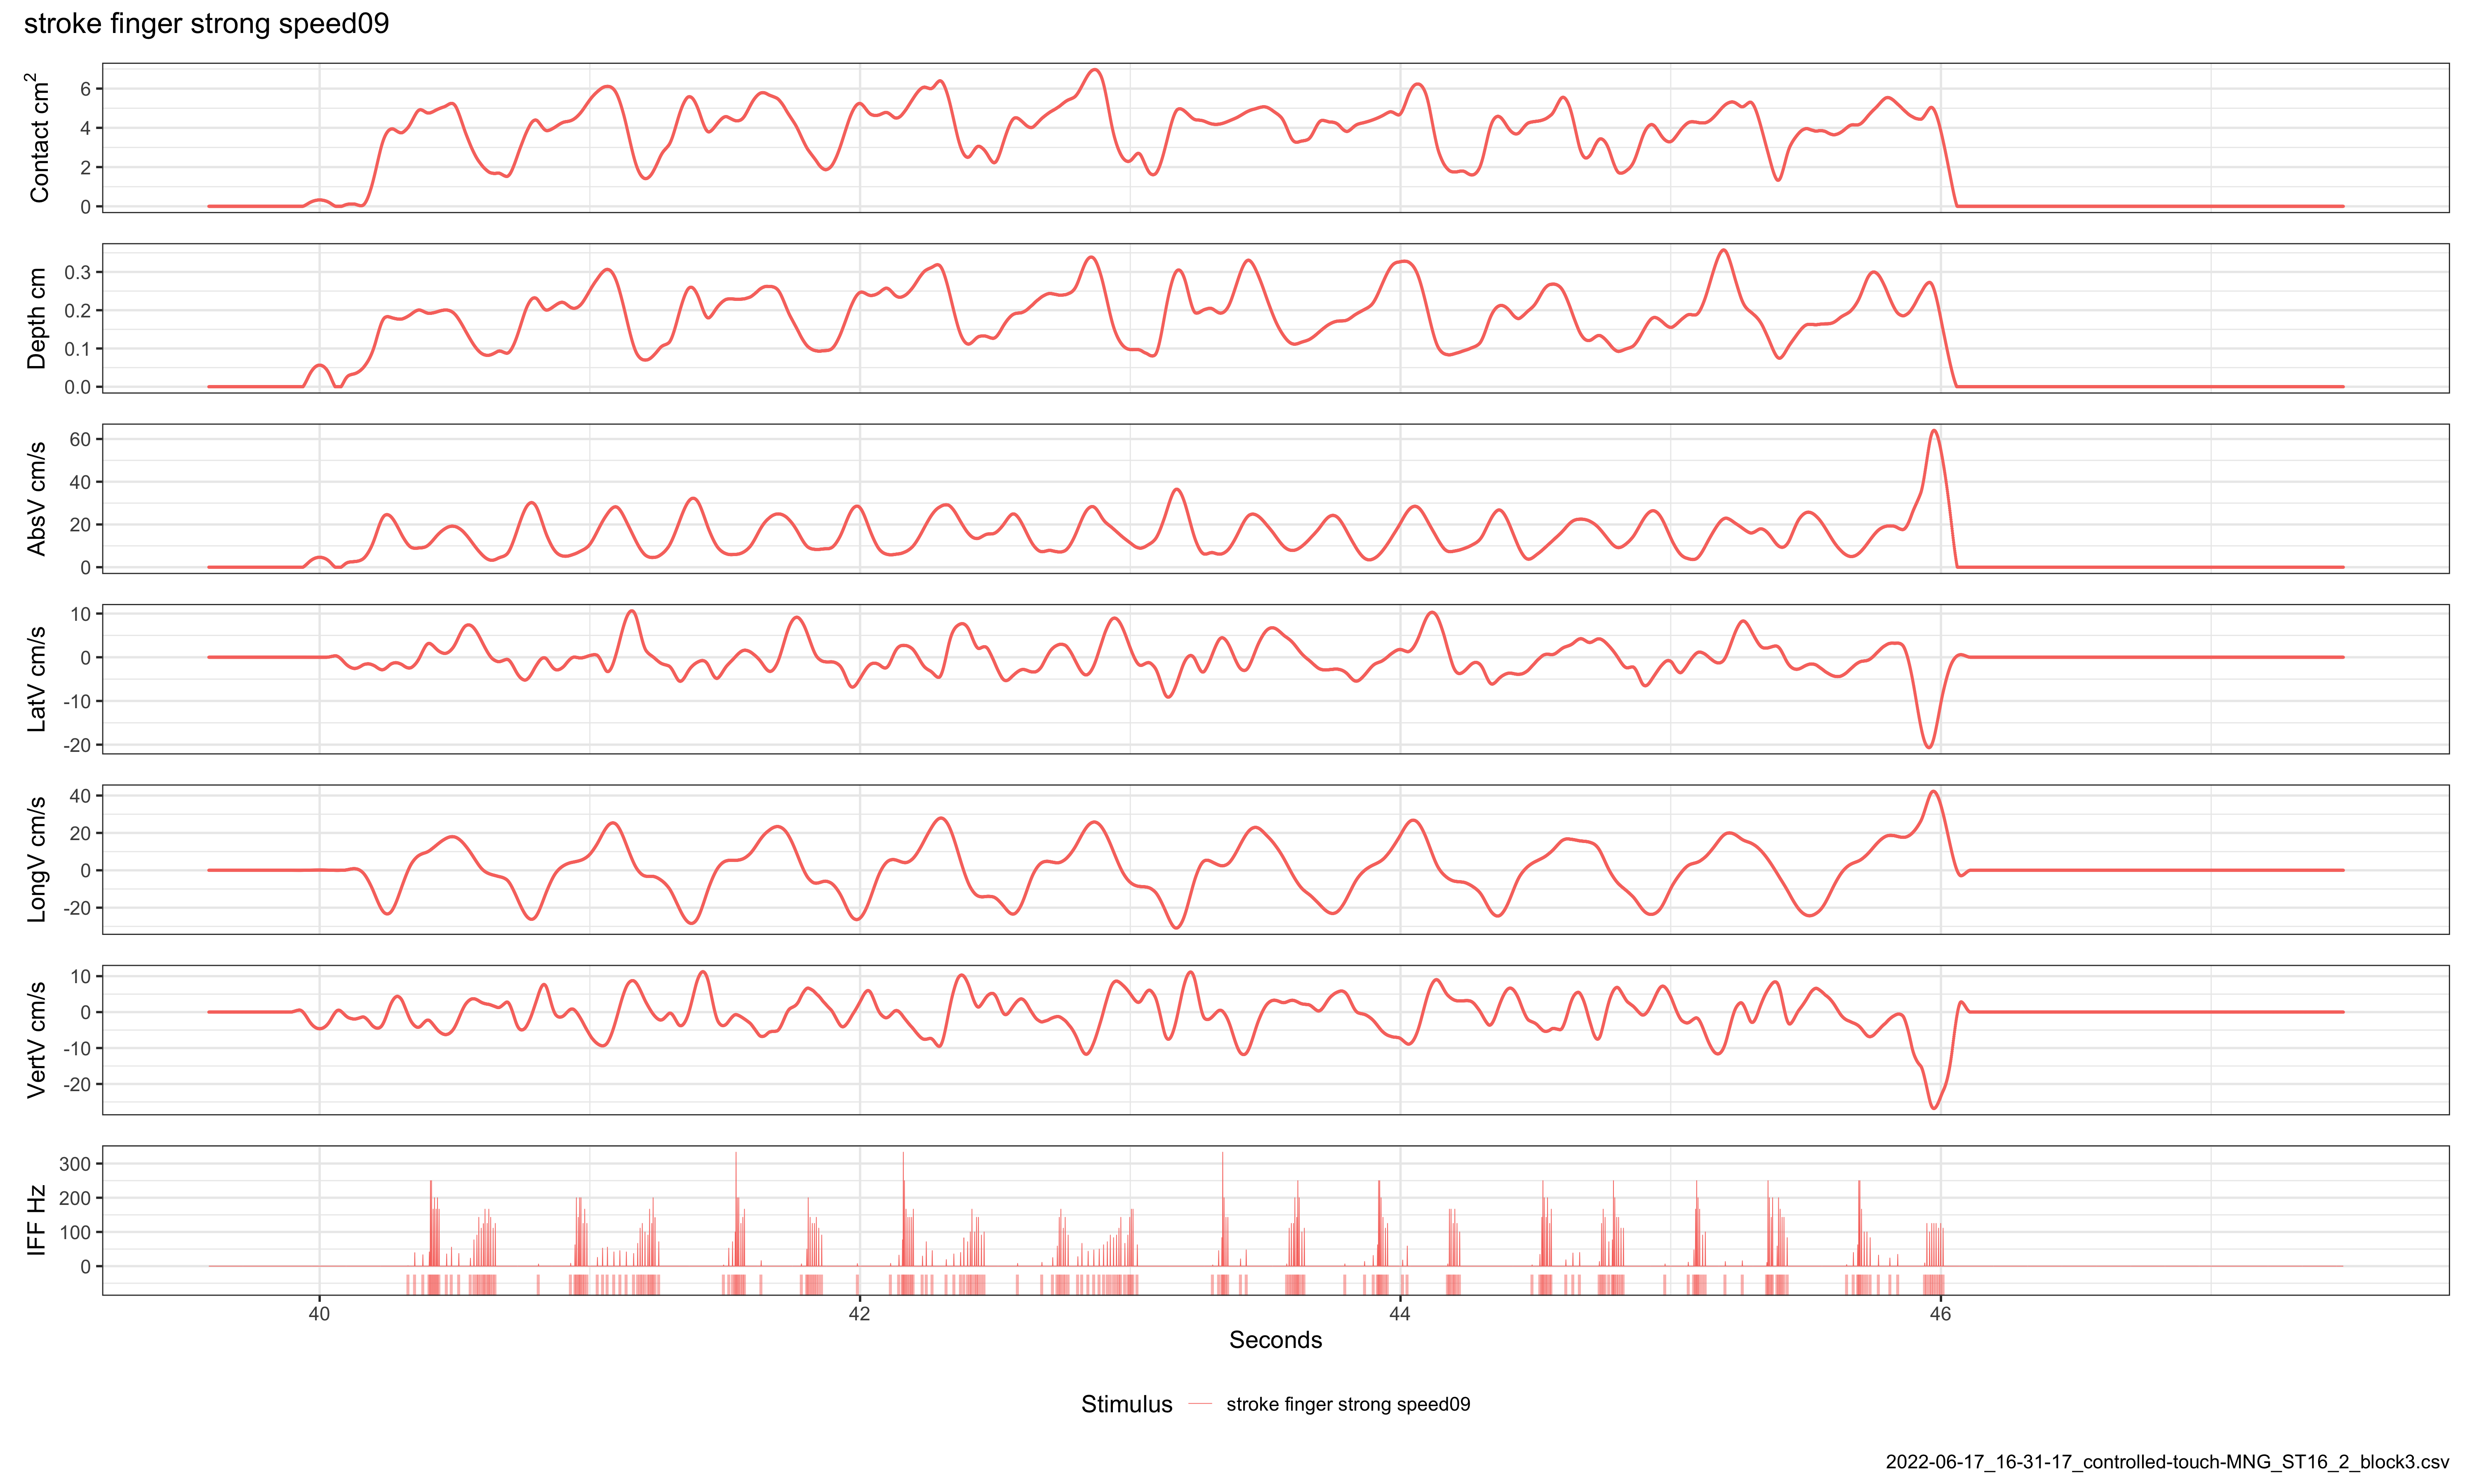 stroke finger strong speed09
Contact cm²
6
4
2
0
Depth cm
0.3
0.2
0.1
0.0
AbsV cm/s
60
40
20
0
LatV cm/s
10
0
-10
-20
LongV cm/s
40
20
0
-20
VertV cm/s
10
0
-10
-20
IFF Hz
300
200
100
0
40 42 44 46
Seconds
Stimulus stroke finger strong speed09
2022-06-17_16-31-17_controlled-touch-MNG_ST16_2_block3.csv